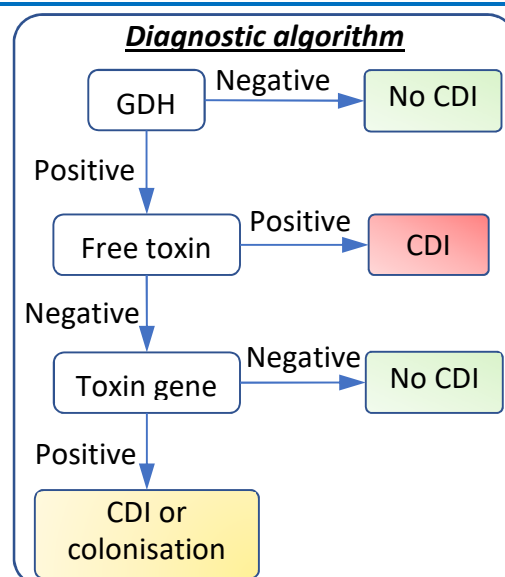 Diagnostic algorithm
Negative
GDH
No CDI
Positive
Positive
Free toxin
CDI
Negative
Negative
Toxin gene
No CDI
Positive
CDI or
colonisation